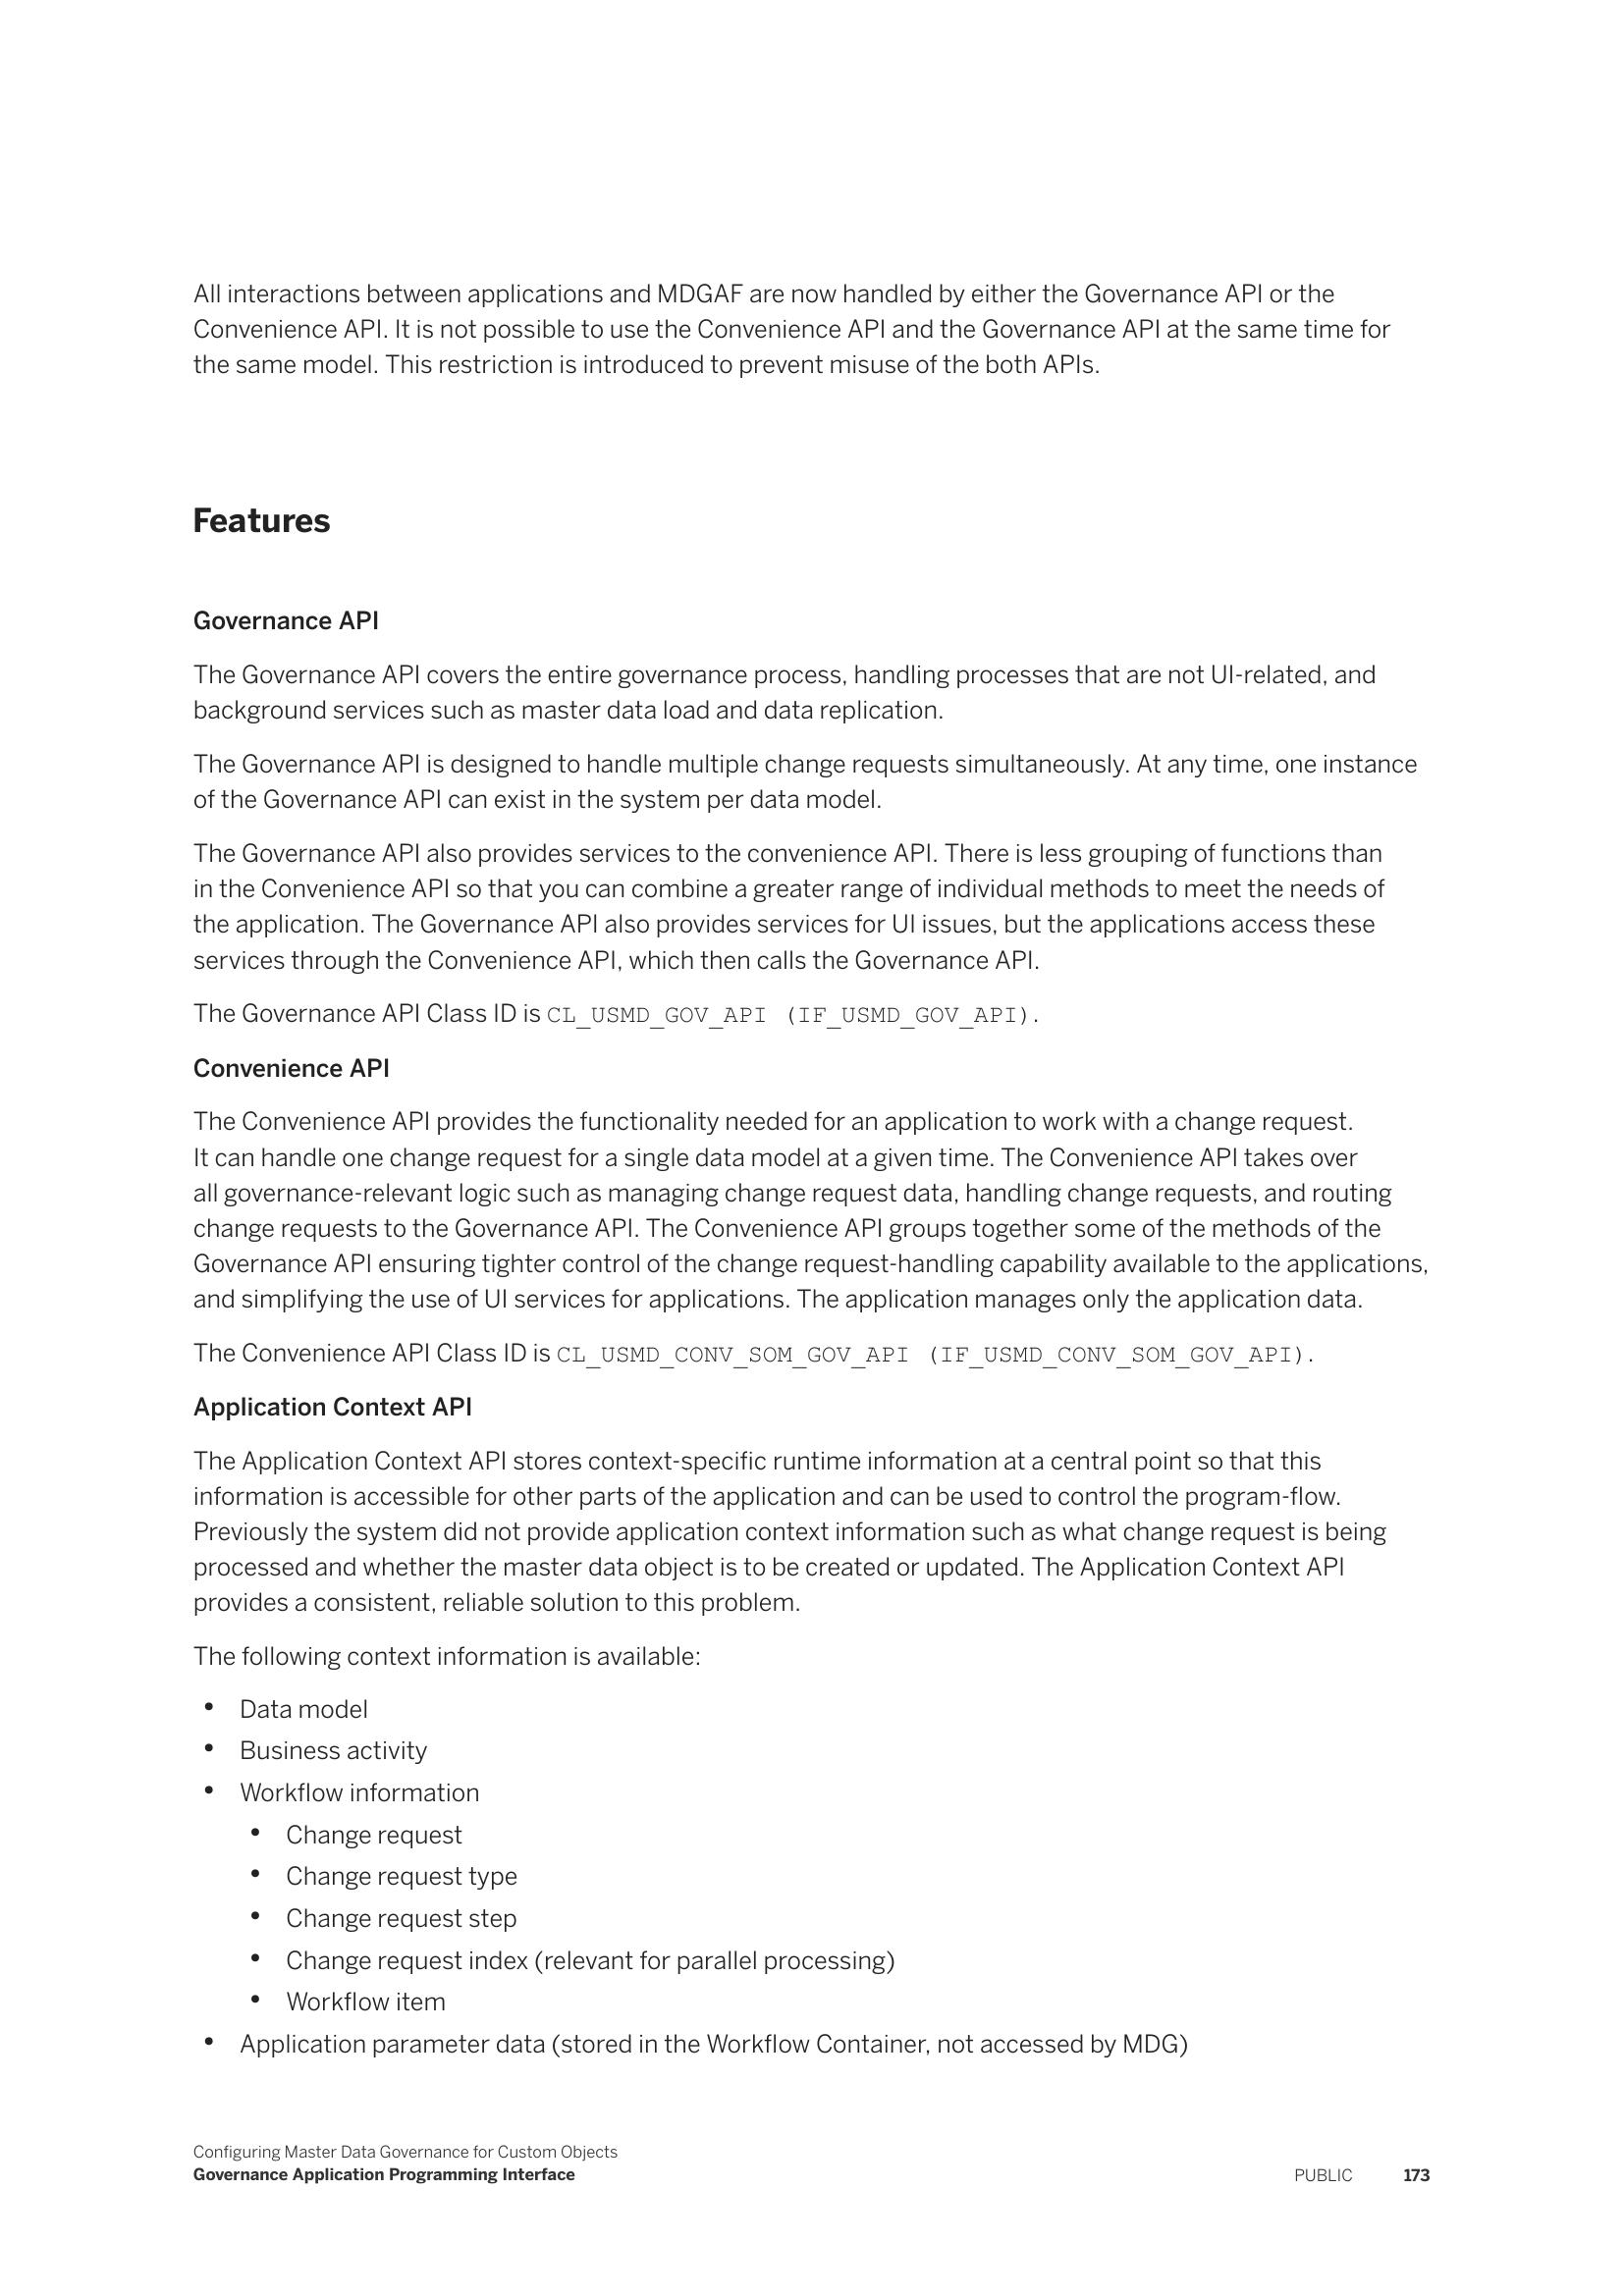 All interactions between applications and MDGAF are now handled by either the Governance API or the
Convenience API. It is not possible to use the Convenience API and the Governance API at the same time for
the same model. This restriction is introduced to prevent misuse of the both APIs.
Features
Governance API
The Governance API covers the entire governance process, handling processes that are not UI-related, and
background services such as master data load and data replication.
The Governance API is designed to handle multiple change requests simultaneously. At any time, one instance
of the Governance API can exist in the system per data model.
The Governance API also provides services to the convenience API. There is less grouping of functions than
in the Convenience API so that you can combine a greater range of individual methods to meet the needs of
the application. The Governance API also provides services for UI issues, but the applications access these
services through the Convenience API, which then calls the Governance API.
The Governance API Class ID is CL_USMD_GOV_API (IF_USMD_GOV_API).
Convenience API
The Convenience API provides the functionality needed for an application to work with a change request.
It can handle one change request for a single data model at a given time. The Convenience API takes over
all governance-relevant logic such as managing change request data, handling change requests, and routing
change requests to the Governance API. The Convenience API groups together some of the methods of the
Governance API ensuring tighter control of the change request-handling capability available to the applications,
and simplifying the use of UI services for applications. The application manages only the application data.
The Convenience API Class ID is CL_USMD_CONV_SOM_GOV_API (IF_USMD_CONV_SOM_GOV_API).
Application Context API
The Application Context API stores context-specific runtime information at a central point so that this
information is accessible for other parts of the application and can be used to control the program-flow.
Previously the system did not provide application context information such as what change request is being
processed and whether the master data object is to be created or updated. The Application Context API
provides a consistent, reliable solution to this problem.
The following context information is available:
• Data model
• Business activity
• Workflow information
• Change request
• Change request type
• Change request step
• Change request index (relevant for parallel processing)
• Workflow item
• Application parameter data (stored in the Workflow Container, not accessed by MDG)
Configuring Master Data Governance for Custom Objects
Governance Application Programming Interface
PUBLIC 173